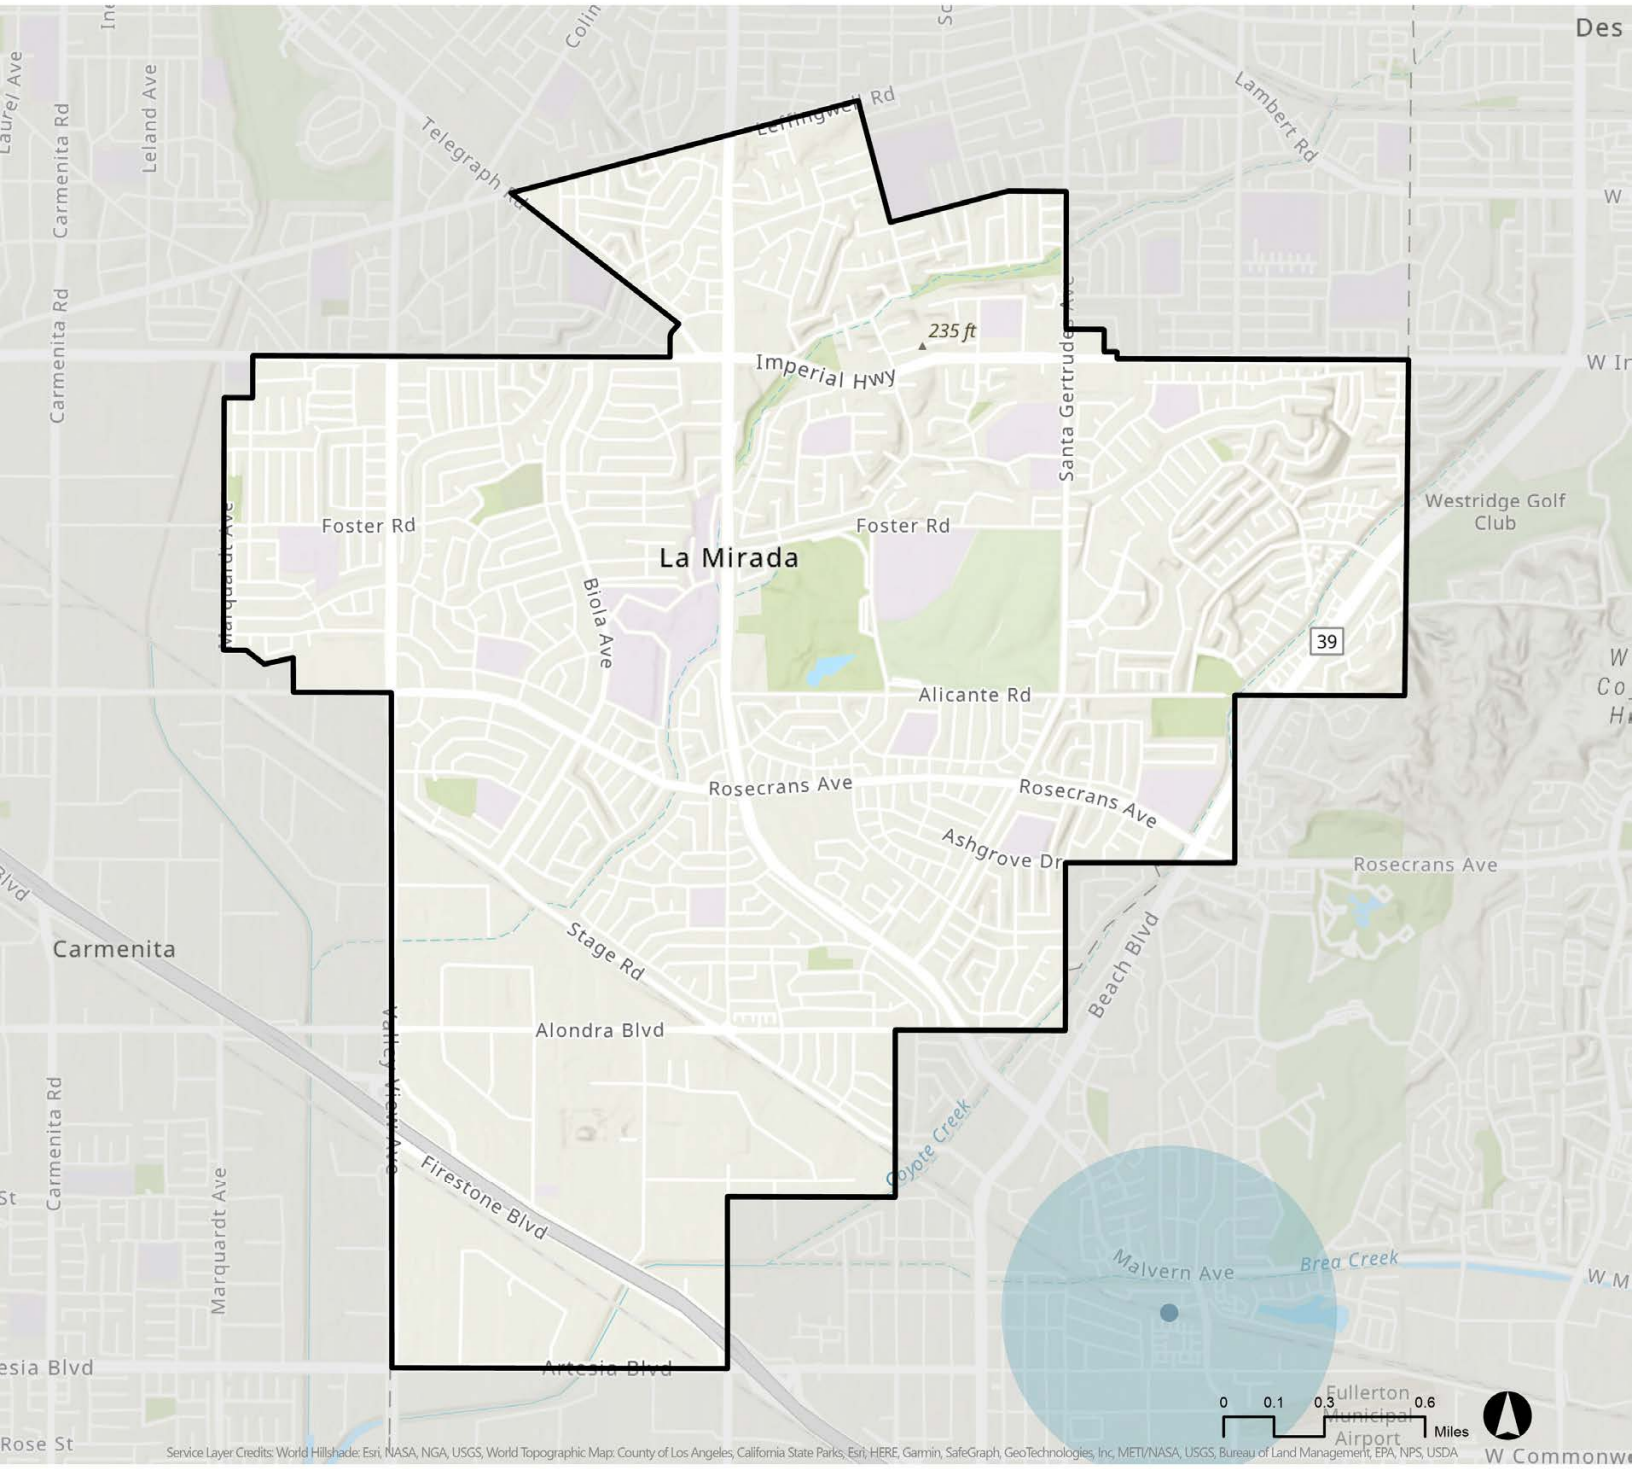 Des
Lambert Rd
Leffingwell Rd
Leland Ave
Laurel Ave
Carmenita Rd
Telegraph Rd
W
Carmenita Rd
235 ft
Imperial Hwy
Santa Gertrudes Ave
Westridge Golf
Club
Marquardt Ave
Foster Rd
Foster Rd
La Mirada
Biola Ave
39
Alicante Rd
Rosecrans Ave
Rosecrans Ave
Ashgrove Dr
Rosecrans Ave
Blvd
Carmenita
Stage Rd
Beach Blvd
Alondra Blvd
Valley View Ave
Coyote Creek
Carmenita Rd
Marquardt Ave
St
Firestone Blvd
Malvern Ave
Brea Creek
W M
esia Blvd
Artesia Blvd
Fullerton
Municipal
Airport
0 0.1 0.3 0.6
Miles
Rose St
W Commonwe
Service Layer Credits: World Hillshade: Esri, NASA, NGA, USGS, World Topographic Map: County of Los Angeles, California State Parks, Esri, HERE, Garmin, SafeGraph, GeoTechnologies, Inc, METI/NASA, USGS, Bureau of Land Management, EPA, NPS, USDA